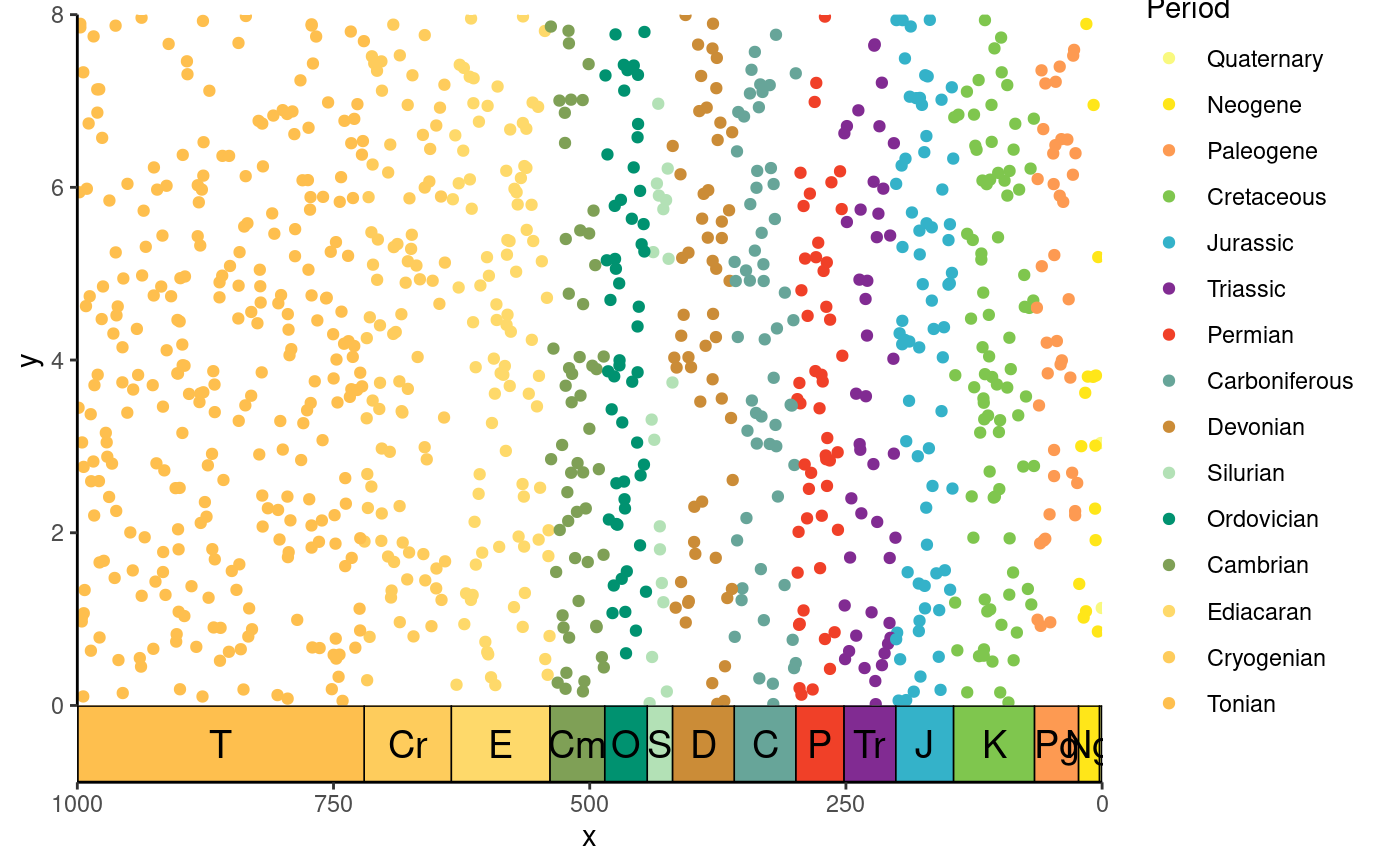 Period
Quaternary
Neogene
Paleogene
Cretaceous
Jurassic
Triassic
Permian
Carboniferous
Devonian
Silurian
Ordovician
Cambrian
Ediacaran
Cryogenian
Tonian
8
6
4
2
0
y
T Cr E Cm O S D C P Tr J K Pg Ng
1000 750 500 250 0
x